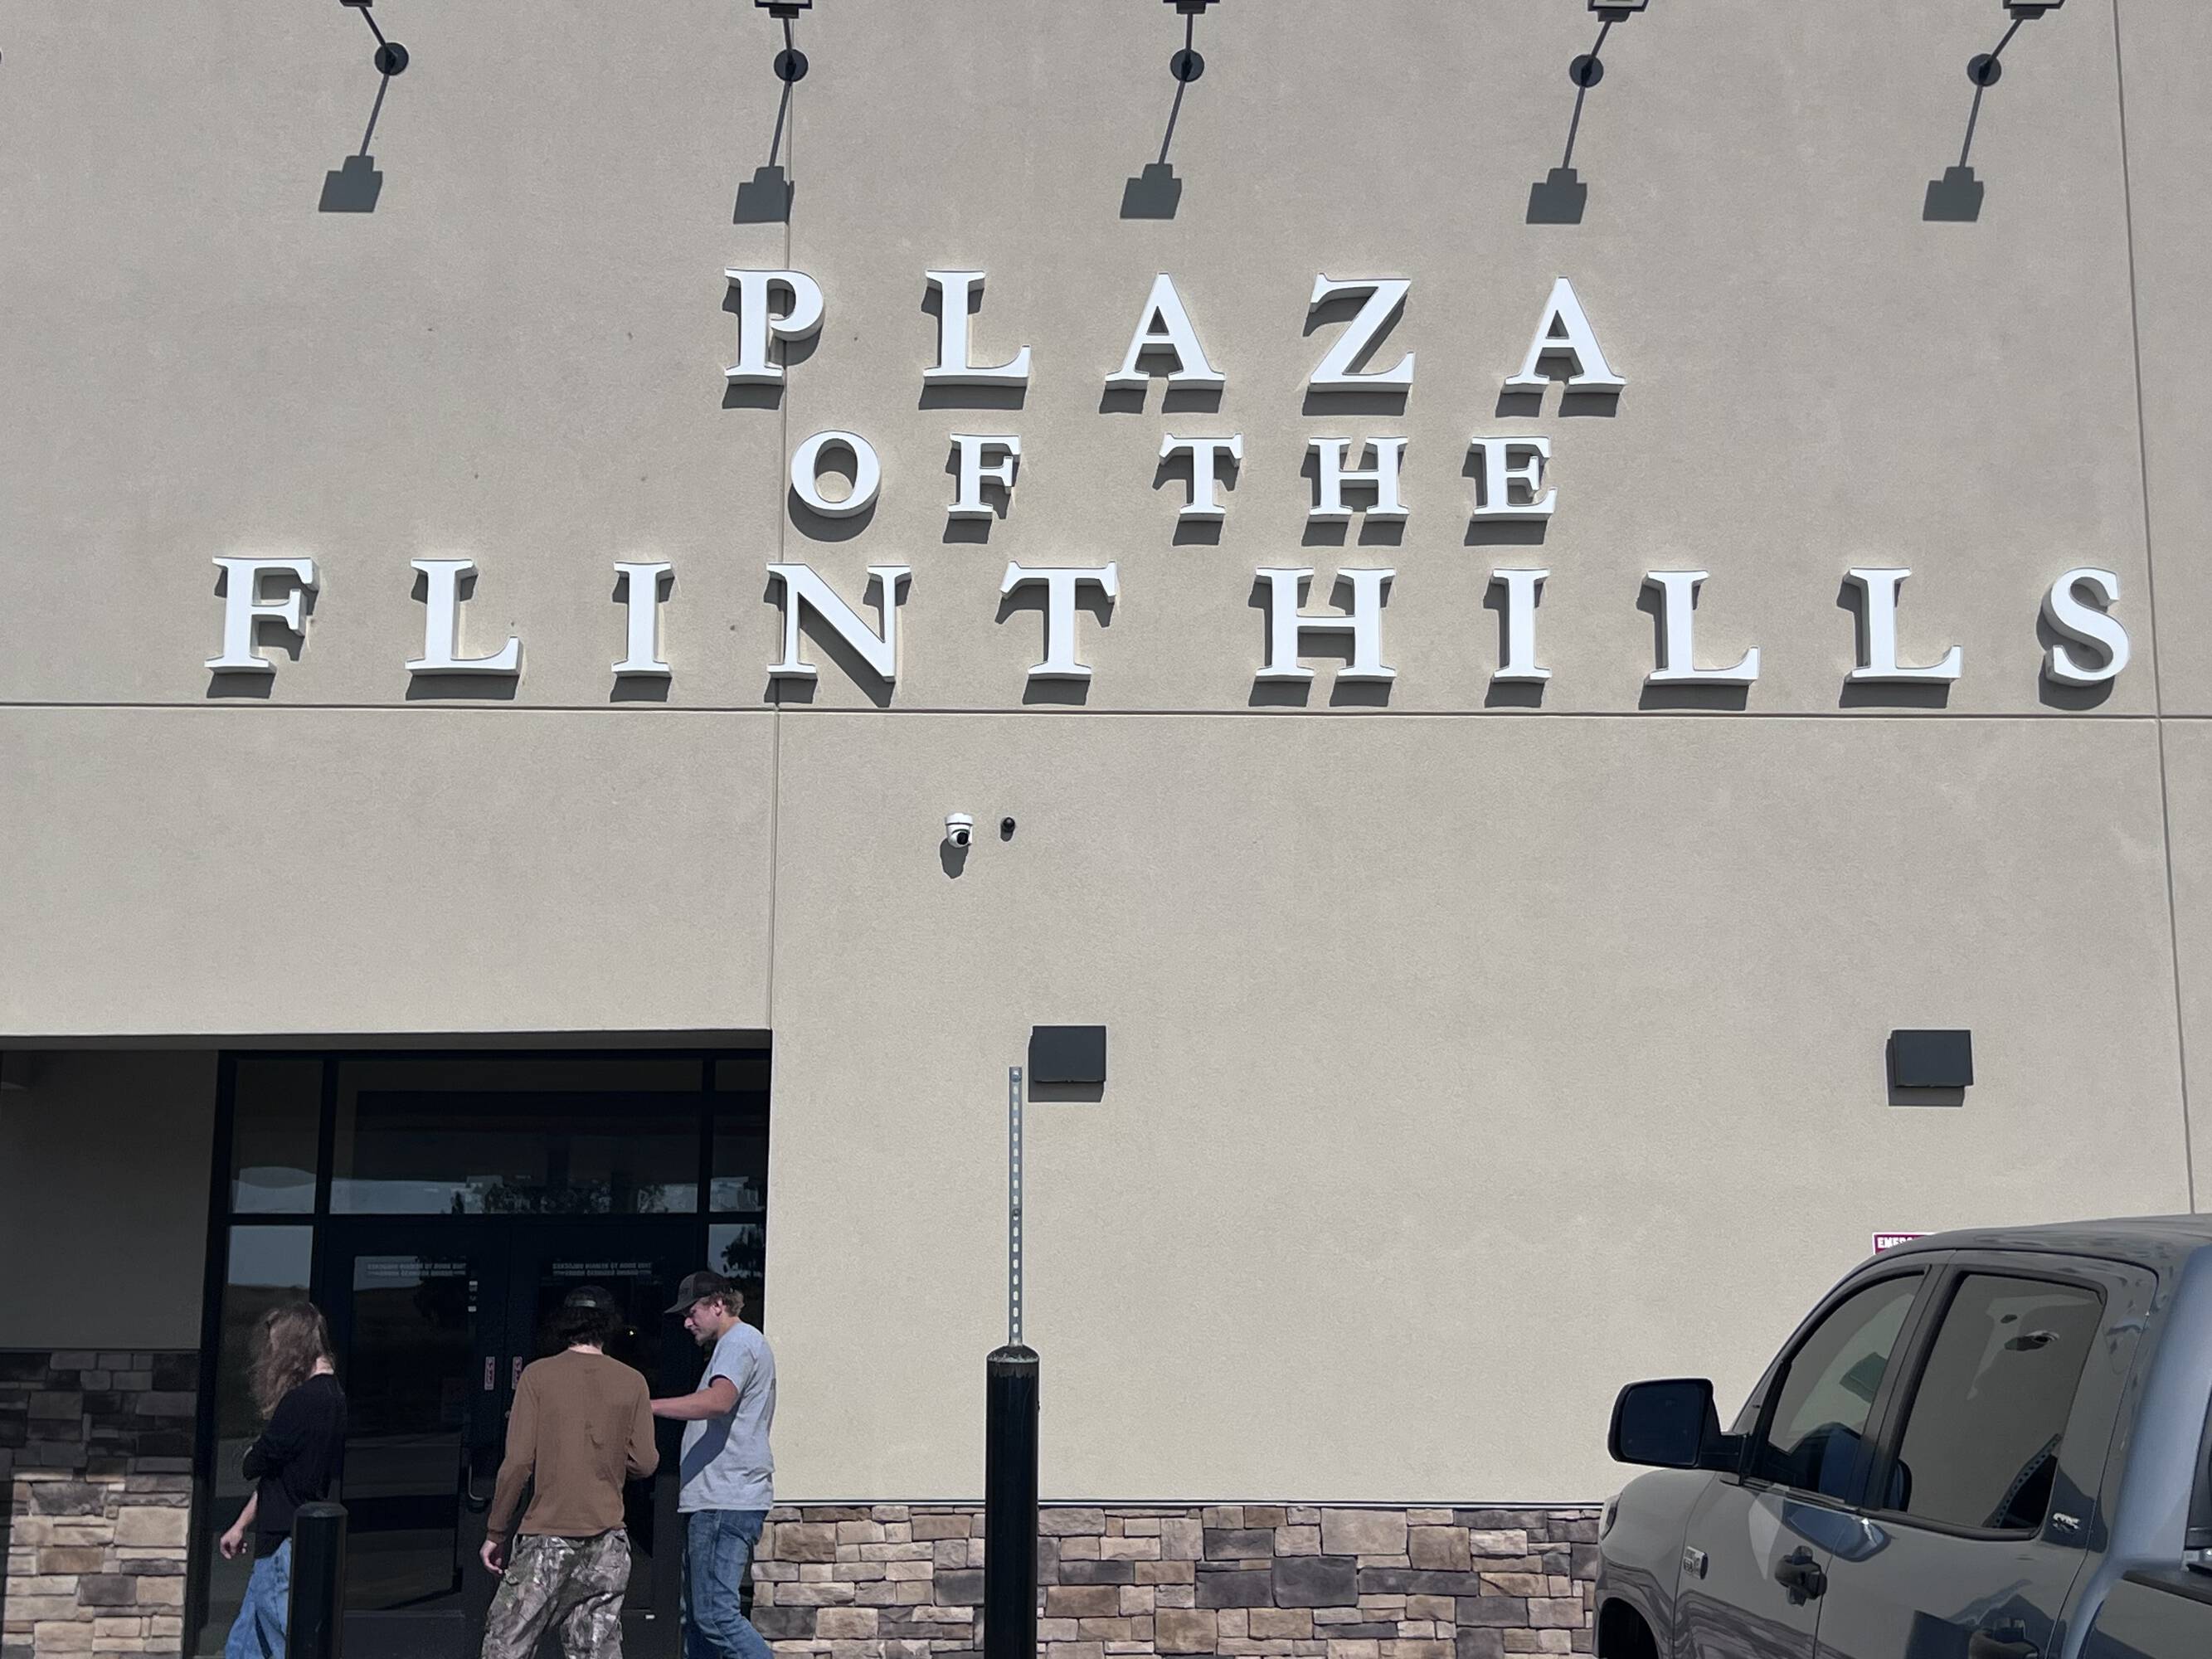 PLAZA
OF THE
FLINT HILLS